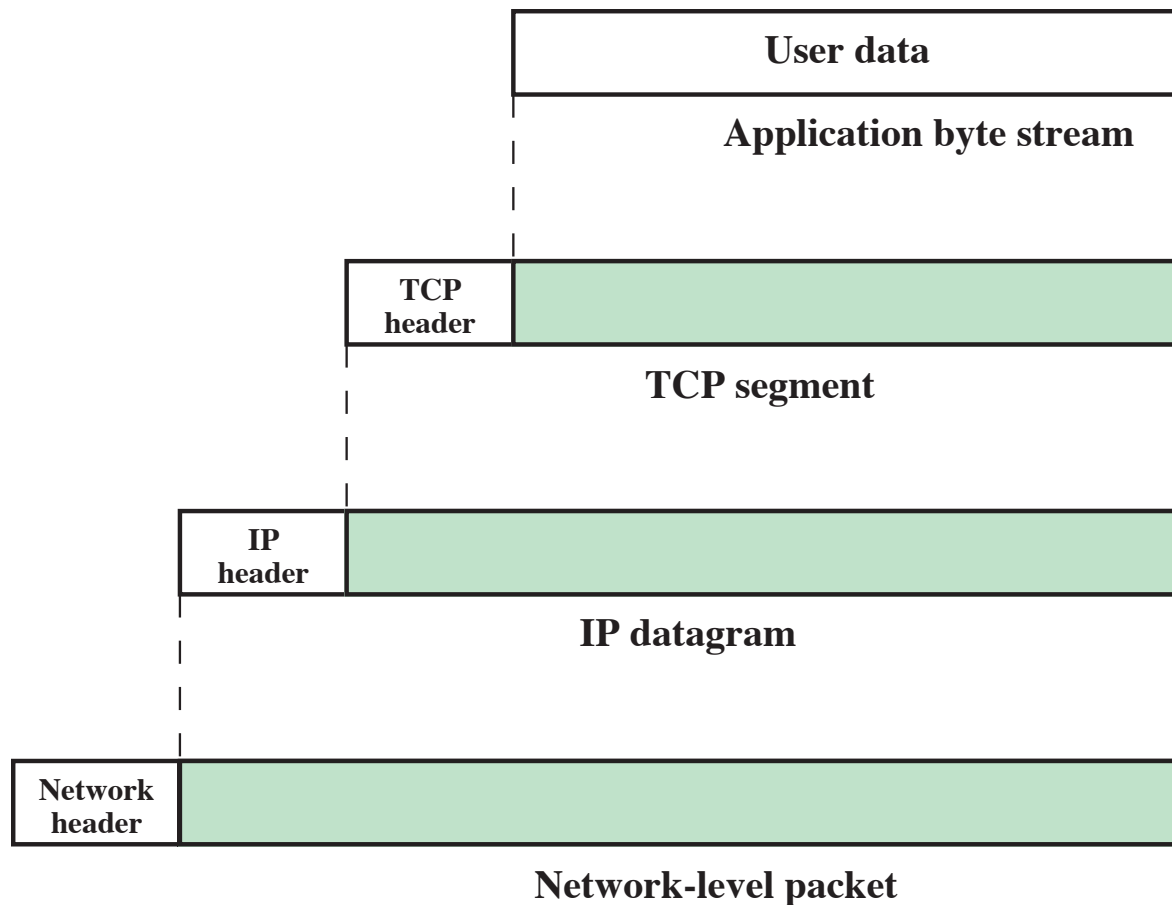 User data
Application byte stream
TCP
header
TCP segment
IP
header
IP datagram
Network
header
Network-level packet